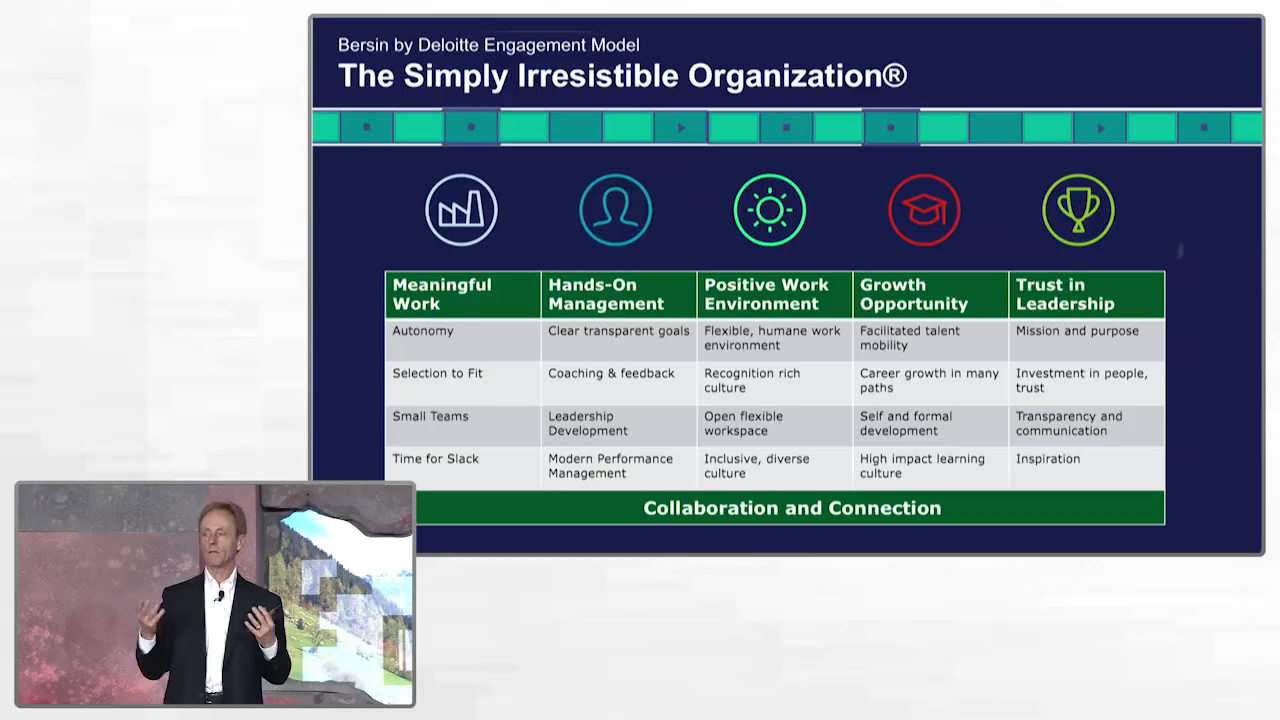 Bersin by Deloitte Engagement Model
The Simply Irresistible Organization®
Meaningful
Work
Hands-On
Management
Positive Work
Environment
Growth
Opportunity
Trust in
Leadership
Autonomy
Clear transparent goals
Flexible, humane work
environment
Facilitated talent
mobility
Mission and purpose
Selection to Fit
Coaching & feedback
Recognition rich
culture
Career growth in many
paths
Investment in people,
trust
Small Teams
Leadership
Development
Open flexible
workspace
Self and formal
development
Transparency and
communication
Time for Slack
Modern Performance
Management
Inclusive, diverse
culture
High impact learning
culture
Inspiration
Collaboration and Connection